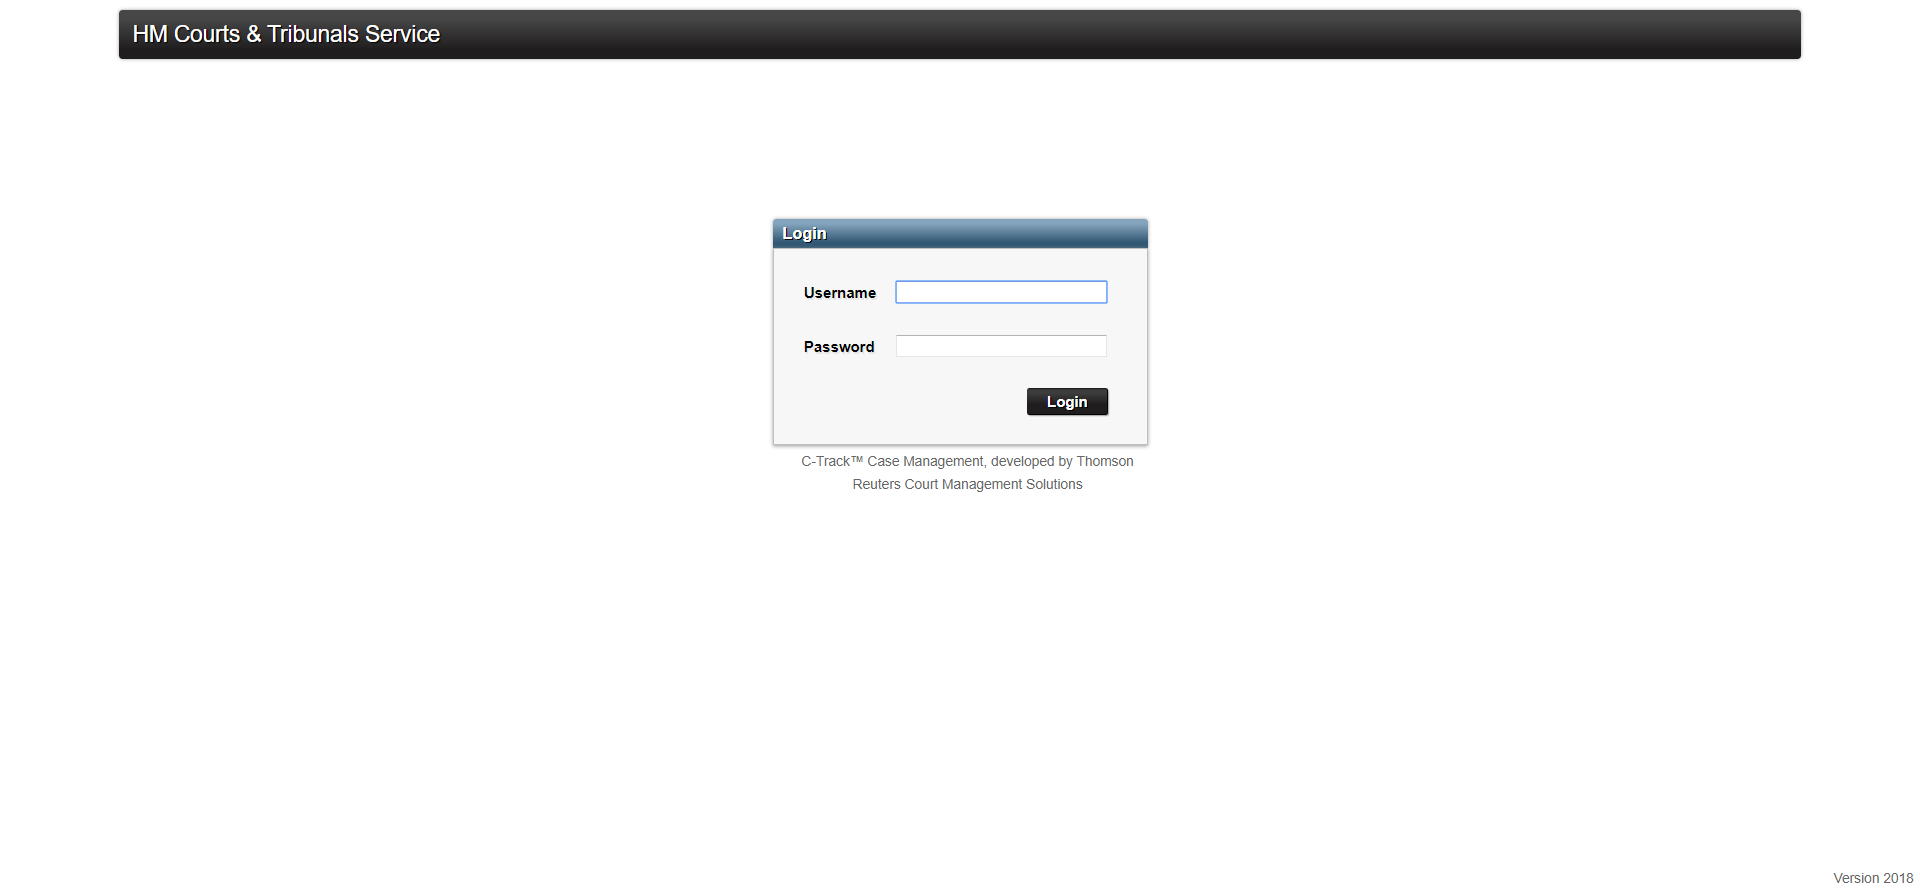 HM Courts & Tribunals Service
Login
Username
Password
Login
C-Track™ Case Management, developed by Thomson
Reuters Court Management Solutions
Version 2018